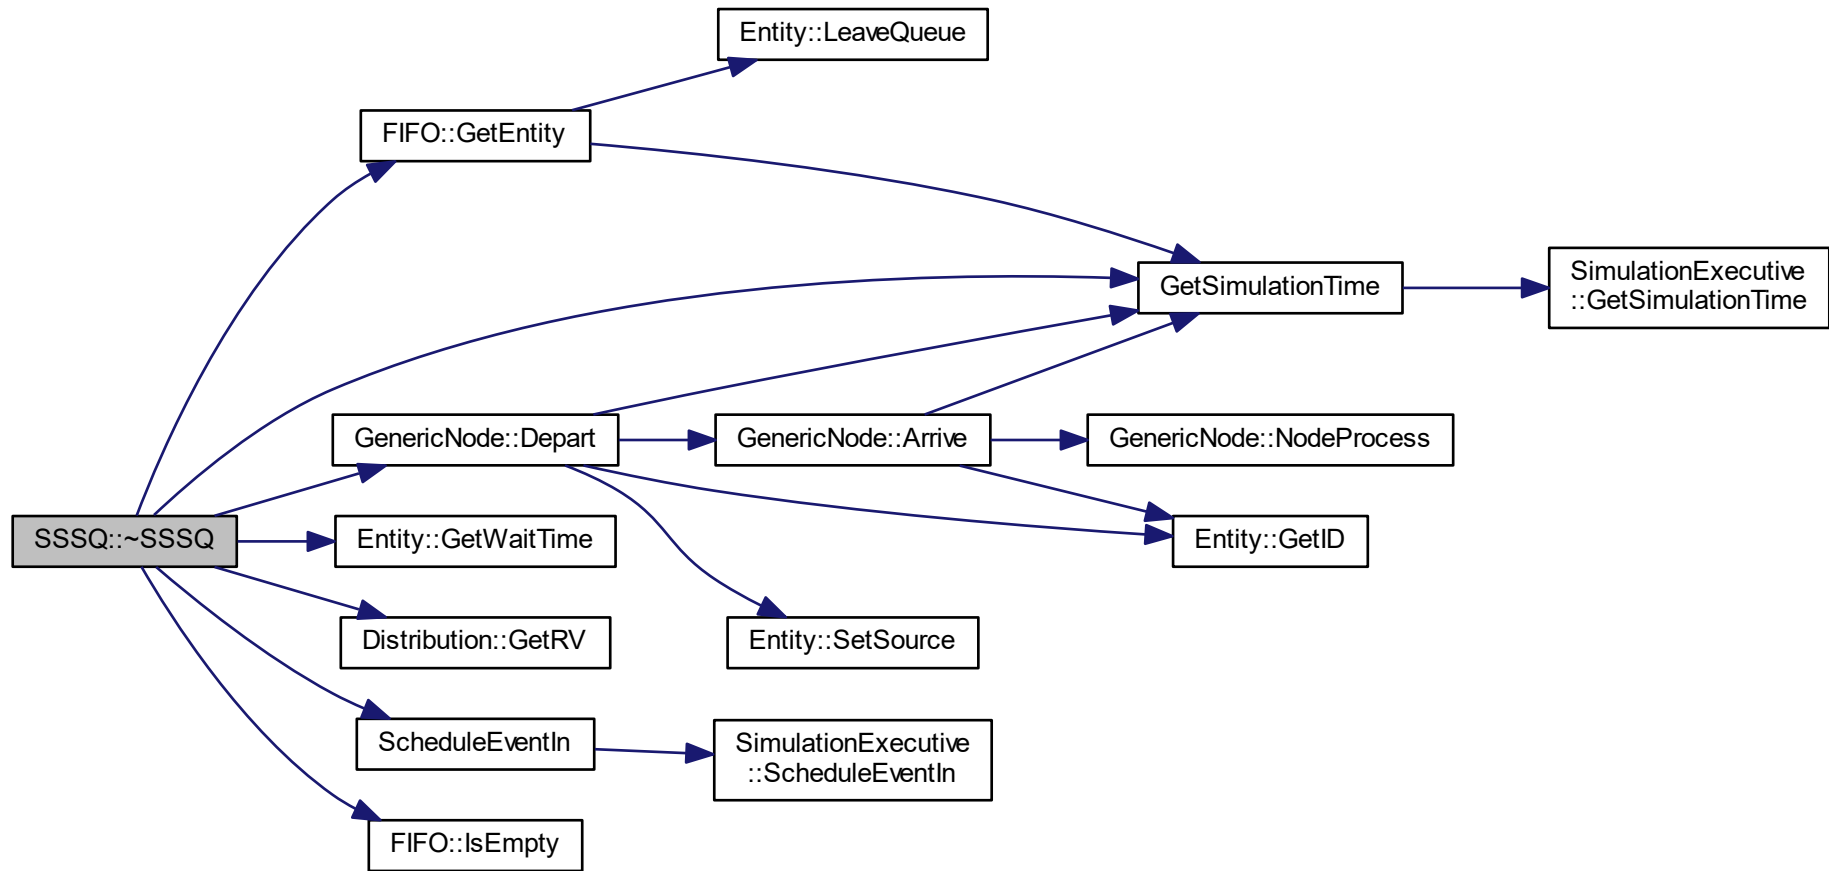 Entity::LeaveQueue
FIFO::GetEntity
GetSimulationTime
SimulationExecutive
::GetSimulationTime
GenericNode::Depart
GenericNode::Arrive
GenericNode::NodeProcess
SSSQ::~SSSQ
Entity::GetWaitTime
Entity::GetID
Distribution::GetRV
Entity::SetSource
ScheduleEventIn
SimulationExecutive
::ScheduleEventIn
FIFO::IsEmpty